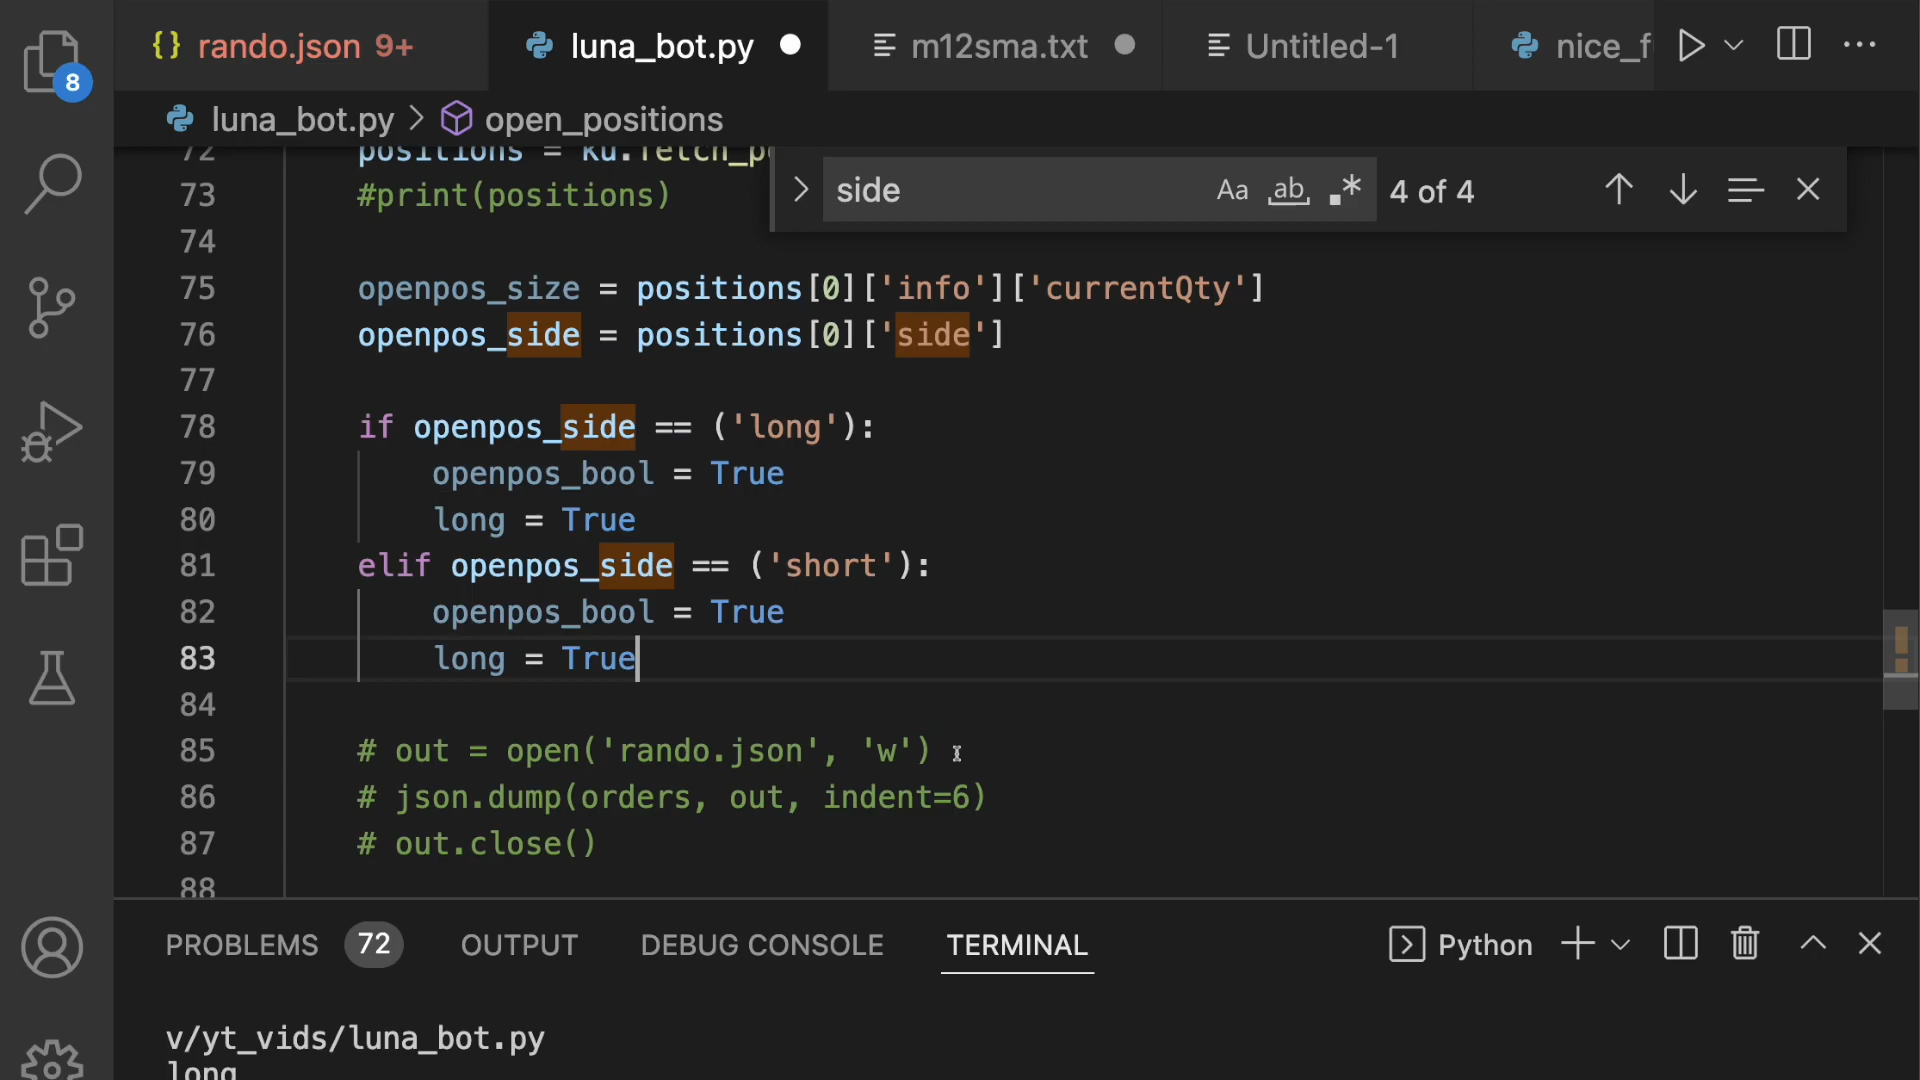 rando.json 9+
luna_bot.py
m12sma.txt
Untitled-1
nice_f
8
luna_bot.py > open_positions
side
Aa ab .* 4 of 4
72 positions = ku.fetch_p
73 #print(positions)
74
75 openpos_size = positions[0]['info']['currentQty']
76 openpos_side = positions[0]['side']
77
78 if openpos_side == ('long'):
79 openpos_bool = True
80 long = True
81 elif openpos_side == ('short'):
82 openpos_bool = True
83 long = True
84
85 # out = open('rando.json', 'w')
86 # json.dump(orders, out, indent=6)
87 # out.close()
88
PROBLEMS 72 OUTPUT DEBUG CONSOLE TERMINAL Python
v/yt_vids/luna_bot.py
long